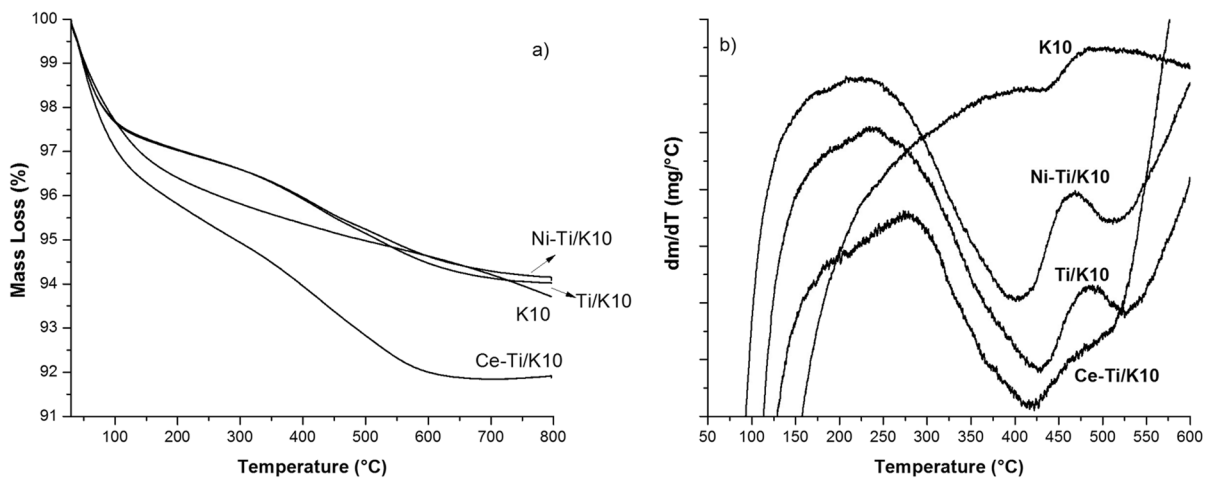 a)
Mass Loss (%)
100
99
98
97
96
95
94
93
92
91
Ni-Ti/K10
Ti/K10
K10
Ce-Ti/K10
100 200 300 400 500 600 700 800
Temperature (°C)
b)
dm/dT (mg/°C)
K10
Ni-Ti/K10
Ti/K10
Ce-Ti/K10
50 100 150 200 250 300 350 400 450 500 550 600
Temperature (°C)